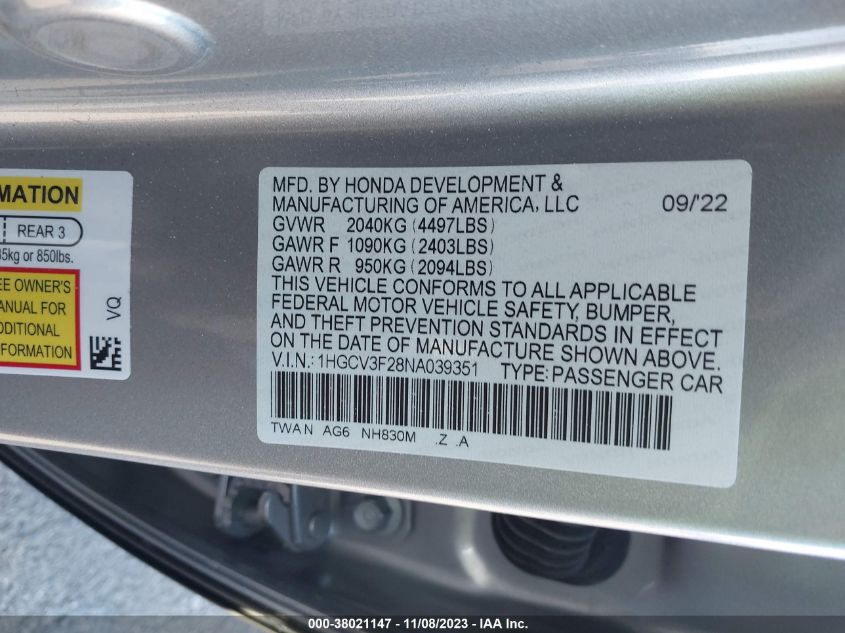 MATION
REAR 3
5kg or 850lbs.
EE OWNER'S
ANUAL FOR
DDITIONAL
FORMATION
VQ
MFD. BY HONDA DEVELOPMENT &
MANUFACTURING OF AMERICA, LLC 09/'22
GVWR 2040KG (4497LBS)
GAWR F 1090KG (2403LBS)
GAWR R 950KG (2094LBS)
THIS VEHICLE CONFORMS TO ALL APPLICABLE
FEDERAL MOTOR VEHICLE SAFETY, BUMPER,
AND THEFT PREVENTION STANDARDS IN EFFECT
ON THE DATE OF MANUFACTURE SHOWN ABOVE.
V.I.N.: 1HGCV3F28NA039351 TYPE: PASSENGER CAR
TWAN AG6 NH830M .Z .A
000-38021147 - 11/08/2023 - IAA Inc.